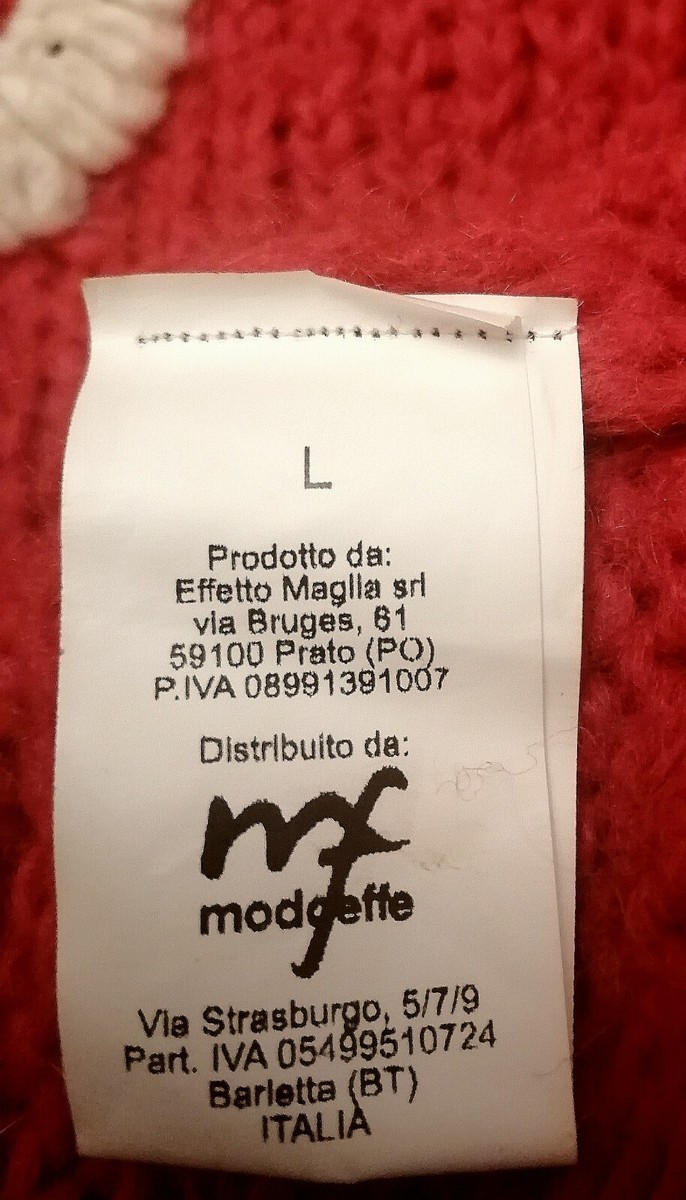 L
Prodotto da:
Effetto Maglia srl
via Bruges, 61
59100 Prato (PO)
P.IVA 08991391007
Distribuito da:
mf
modaeffe
Via Strasburgo, 5/7/9
Part. IVA 05499510724
Barletta (BT)
ITALIA